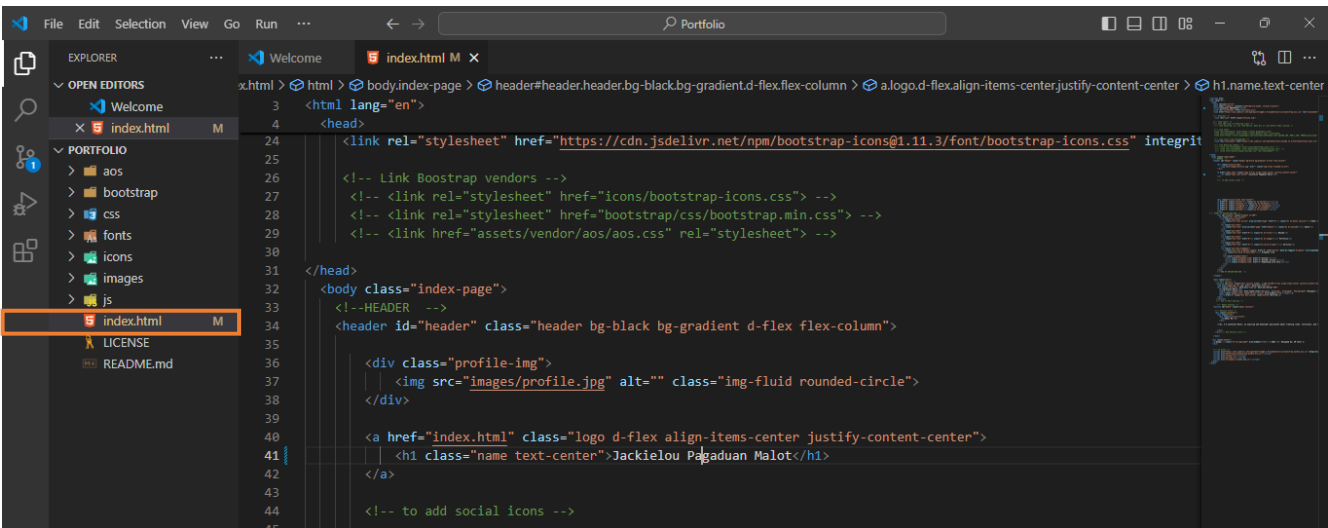 File Edit Selection View Go Run ··· Portfolio
EXPLORER ···
Welcome
index.html M
OPEN EDITORS
Welcome
index.html M
PORTFOLIO
aos
bootstrap
css
fonts
icons
images
js
index.html M
LICENSE
README.md
1
x.html > html > body.index-page > header#header.header.bg-black.bg-gradient.d-flex.flex-column > a.logo.d-flex.align-items-center.justify-content-center > h1.name.text-center
3 <html lang="en">
4 <head>
24 <link rel="stylesheet" href="https://cdn.jsdelivr.net/npm/bootstrap-icons@1.11.3/font/bootstrap-icons.css" integrit
25
26 <!-- Link Boostrap vendors -->
27 <!-- <link rel="stylesheet" href="icons/bootstrap-icons.css"> -->
28 <!-- <link rel="stylesheet" href="bootstrap/css/bootstrap.min.css"> -->
29 <!-- <link href="assets/vendor/aos/aos.css" rel="stylesheet"> -->
30
31 </head>
32 <body class="index-page">
33 <!--HEADER -->
34 <header id="header" class="header bg-black bg-gradient d-flex flex-column">
35
36 <div class="profile-img">
37 <img src="images/profile.jpg" alt="" class="img-fluid rounded-circle">
38 </div>
39
40 <a href="index.html" class="logo d-flex align-items-center justify-content-center">
41 <h1 class="name text-center">Jackielou Pagaduan Malot</h1>
42 </a>
43
44 <!-- to add social icons -->